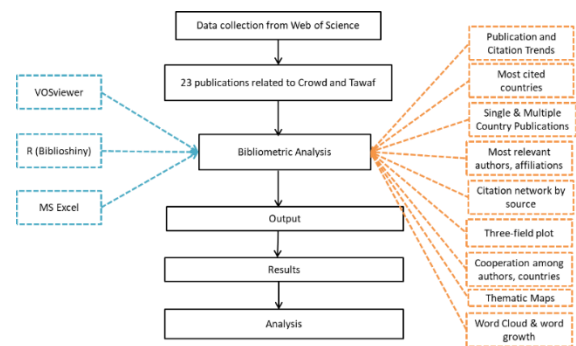 Data collection from Web of Science
23 publications related to Crowd and Tawaf
Bibliometric Analysis
Output
Results
Analysis
VOSviewer
R (Biblioshiny)
MS Excel
Publication and
Citation Trends
Most cited
countries
Single & Multiple
Country Publications
Most relevant
authors, affiliations
Citation network by
source
Three-field plot
Cooperation among
authors, countries
Thematic Maps
Word Cloud & word
growth